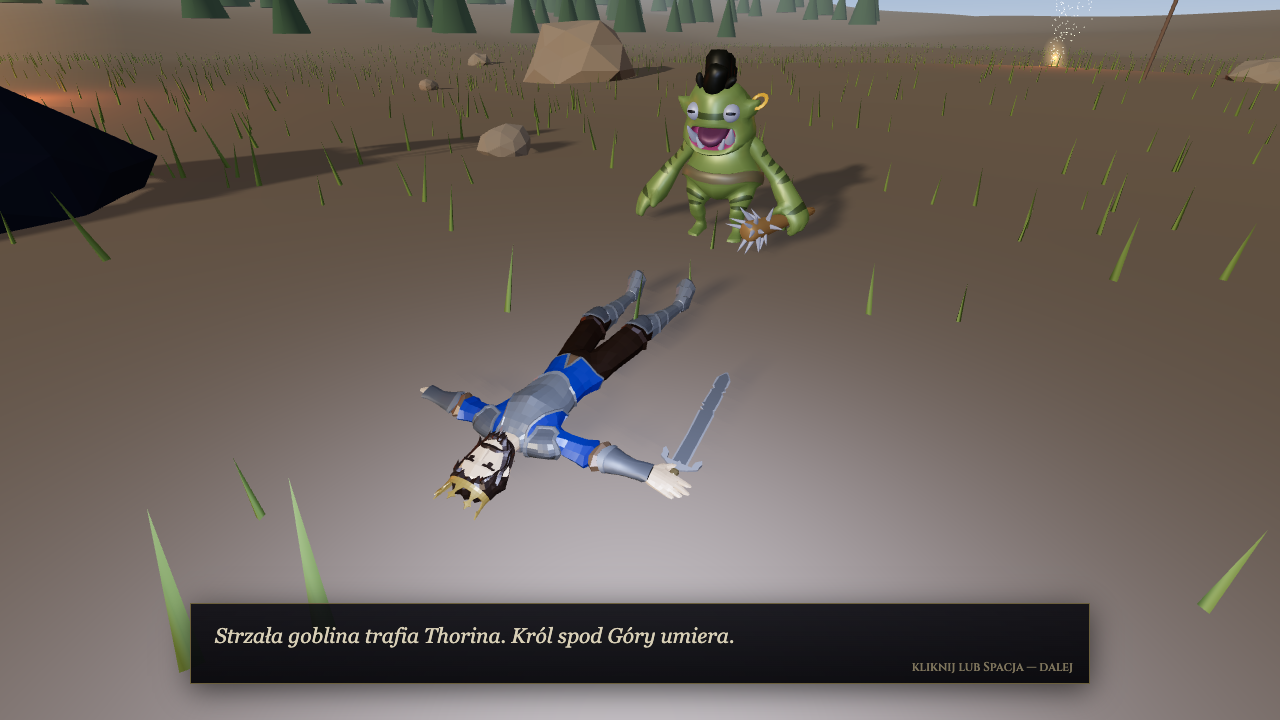 Strzała goblina trafia Thorina. Król spod Góry umiera.
KLIKNIJ LUB SPACJA — DALEJ